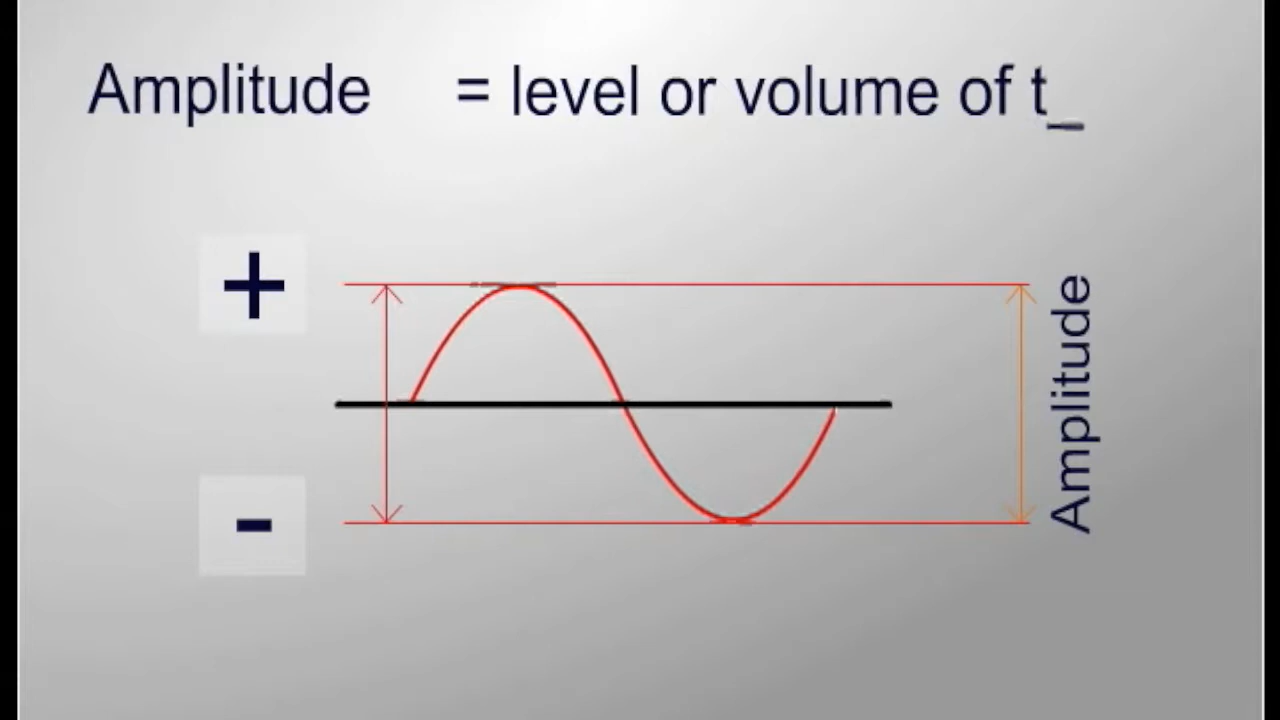 Amplitude = level or volume of t_
+
Amplitude
-